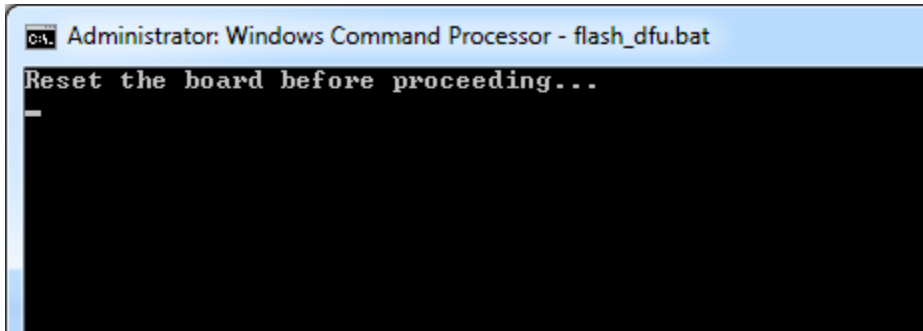 C:\. Administrator: Windows Command Processor - flash_dfu.bat
Reset the board before proceeding...